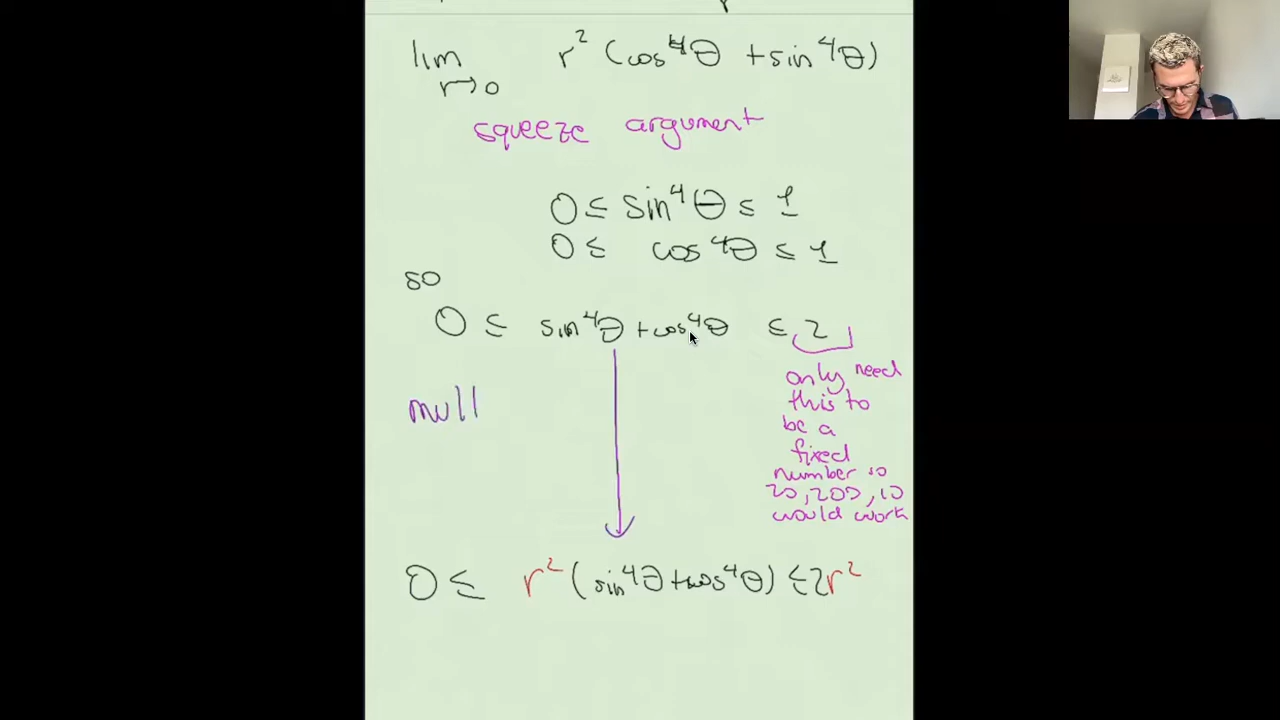 lim r² (cos⁴θ + sin⁴θ)
r→0
squeeze argument
0 ≤ sin⁴θ ≤ 1
0 ≤ cos⁴θ ≤ 1
so
0 ≤ sin⁴θ + cos⁴θ ≤ 2
only need
this to
be a
fixed
number so
20, 200, 10
would work
mull
0 ≤ r² (sin⁴θ + cos⁴θ) ≤ 2r²